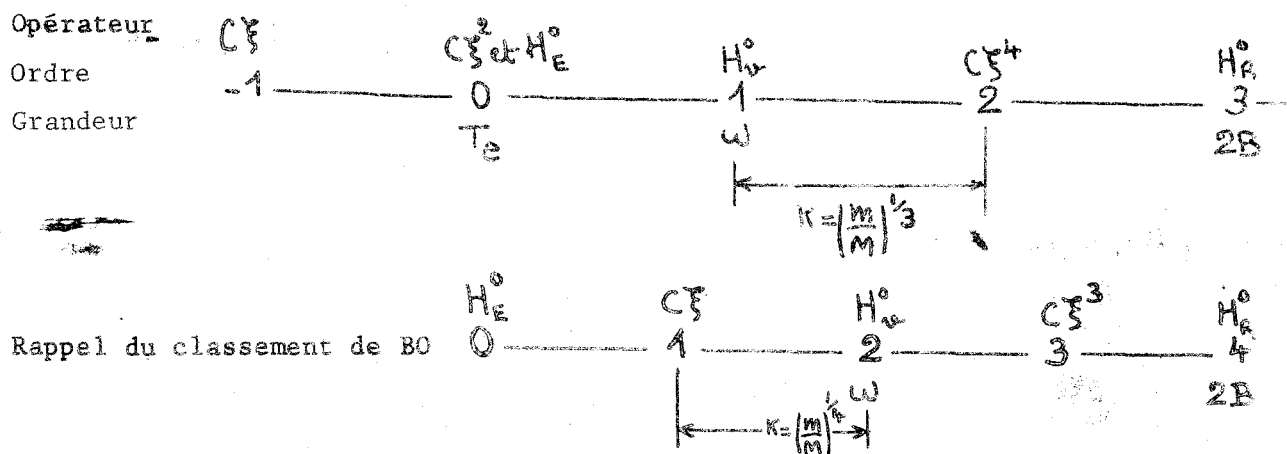 Opérateur Cξ Cξ² et H°E H°v Cξ⁴ H°R
Ordre -1 0 1 2 3
Grandeur Te ω 2B
K=(m/M)^1/3
H°E Cξ H°v Cξ³ H°R
Rappel du classement de BO 0 1 2 3 4
ω 2B
K=(m/M)^1/4